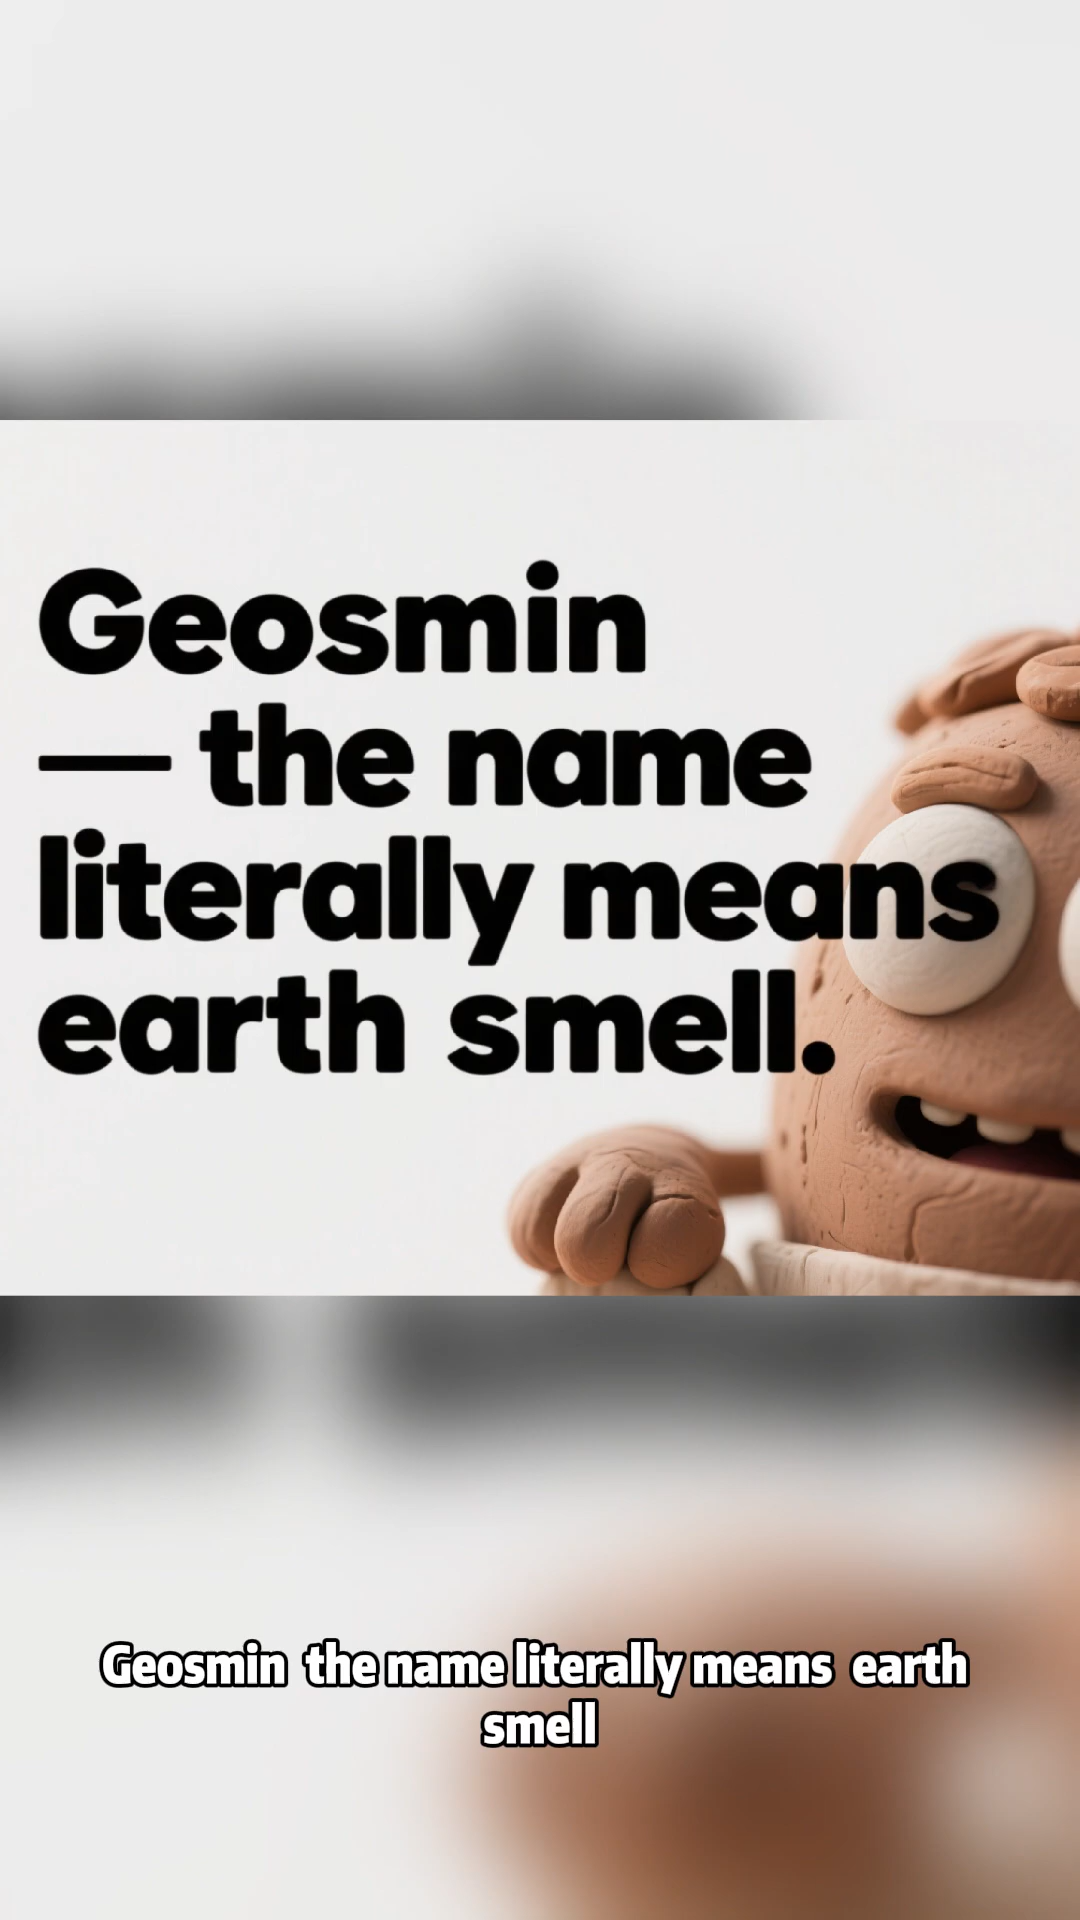 Geosmin
— the name
literally means
earth smell.
Geosmin the name literally means earth
smell